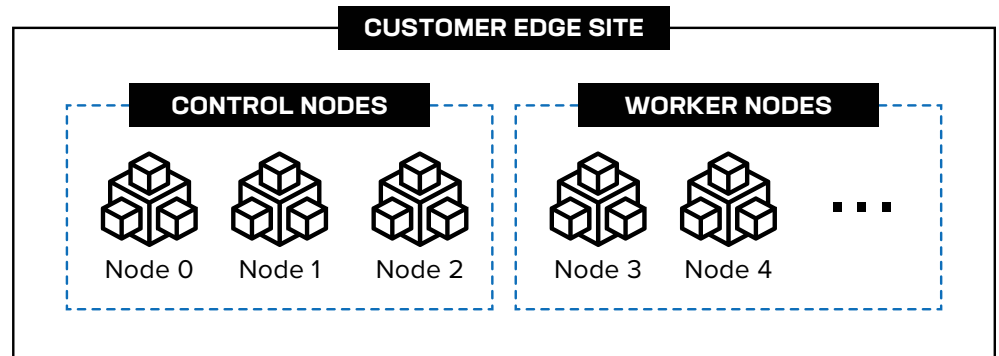 CUSTOMER EDGE SITE
CONTROL NODES
WORKER NODES
Node 0
Node 1
Node 2
Node 3
Node 4
...